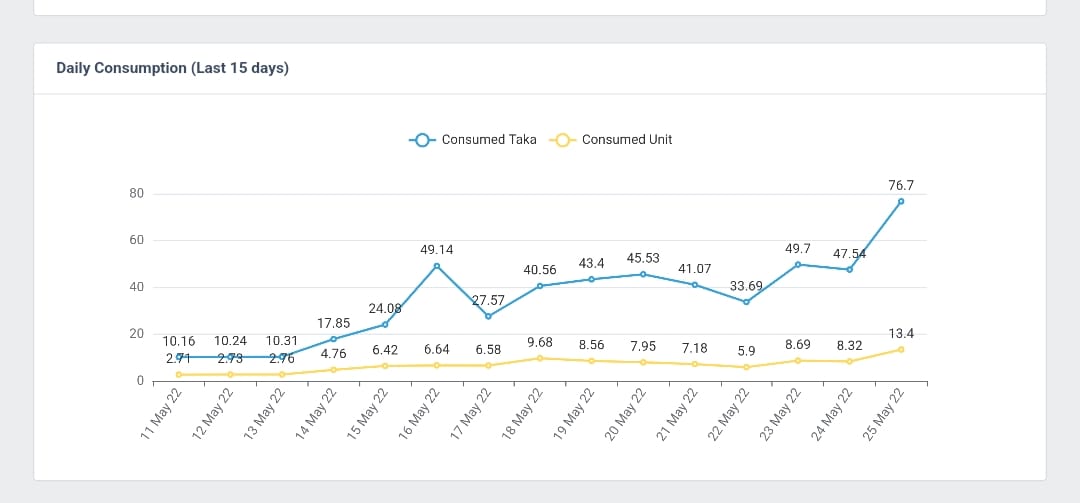 Daily Consumption (Last 15 days)
Consumed Taka Consumed Unit
80
60
40
20
0
10.16 10.24 10.31 17.85 24.08 49.14 27.57 40.56 43.4 45.53 41.07 33.69 49.7 47.54 76.7
2.71 2.73 2.76 4.76 6.42 6.64 6.58 9.68 8.56 7.95 7.18 5.9 8.69 8.32 13.4
11 May 22 12 May 22 13 May 22 14 May 22 15 May 22 16 May 22 17 May 22 18 May 22 19 May 22 20 May 22 21 May 22 22 May 22 23 May 22 24 May 22 25 May 22